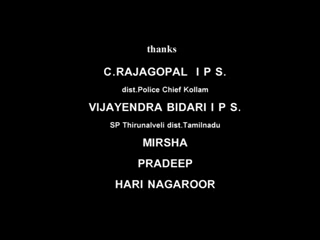 thanks
C.RAJAGOPAL I P S.
dist.Police Chief Kollam
VIJAYENDRA BIDARI I P S.
SP Thirunalveli dist.Tamilnadu
MIRSHA
PRADEEP
HARI NAGAROOR